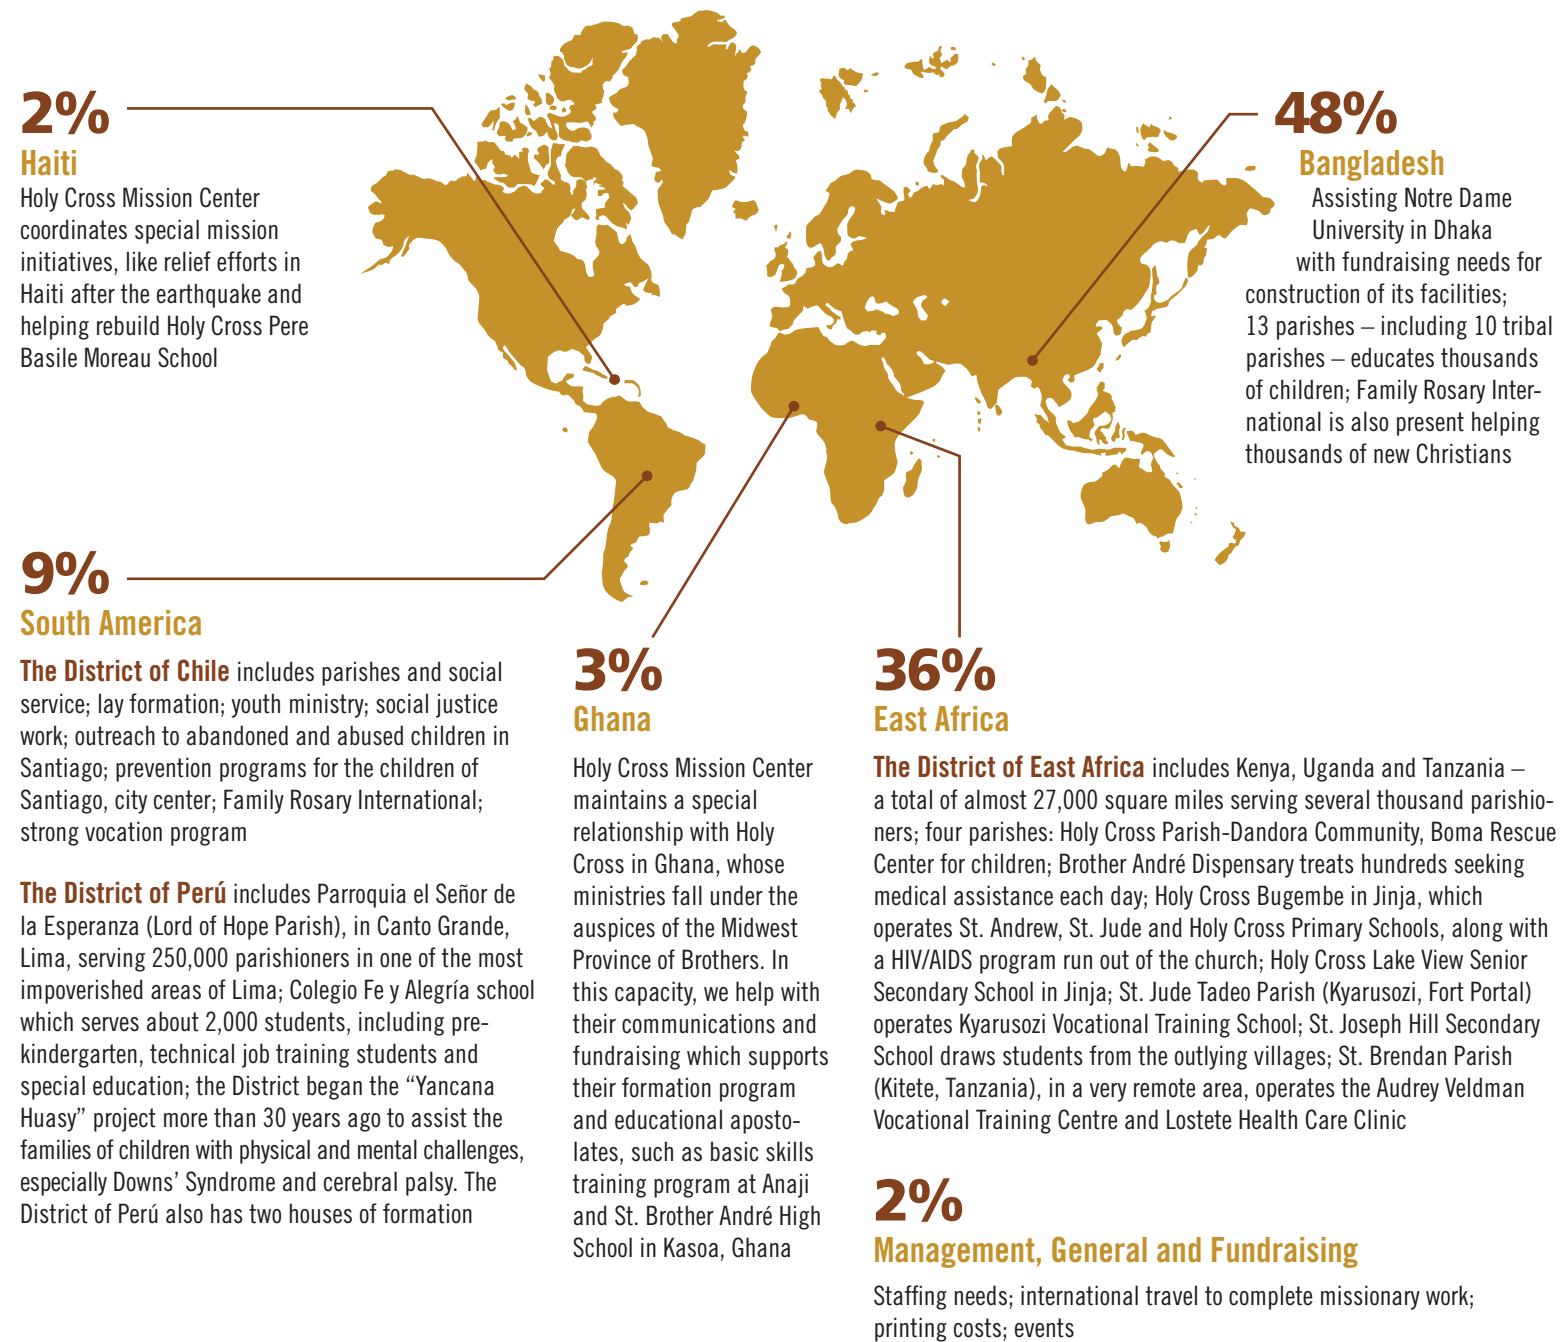 2%
Haiti
Holy Cross Mission Center
coordinates special mission
initiatives, like relief efforts in
Haiti after the earthquake and
helping rebuild Holy Cross Pere
Basile Moreau School
48%
Bangladesh
Assisting Notre Dame
University in Dhaka
with fundraising needs for
construction of its facilities;
13 parishes – including 10 tribal
parishes – educates thousands
of children; Family Rosary Inter-
national is also present helping
thousands of new Christians
9%
South America
The District of Chile includes parishes and social
service; lay formation; youth ministry; social justice
work; outreach to abandoned and abused children in
Santiago; prevention programs for the children of
Santiago, city center; Family Rosary International;
strong vocation program
The District of Perú includes Parroquia el Señor de
la Esperanza (Lord of Hope Parish), in Canto Grande,
Lima, serving 250,000 parishioners in one of the most
impoverished areas of Lima; Colegio Fe y Alegría school
which serves about 2,000 students, including pre-
kindergarten, technical job training students and
special education; the District began the “Yancana
Huasy” project more than 30 years ago to assist the
families of children with physical and mental challenges,
especially Downs’ Syndrome and cerebral palsy. The
District of Perú also has two houses of formation
3%
Ghana
Holy Cross Mission Center
maintains a special
relationship with Holy
Cross in Ghana, whose
ministries fall under the
auspices of the Midwest
Province of Brothers. In
this capacity, we help with
their communications and
fundraising which supports
their formation program
and educational aposto-
lates, such as basic skills
training program at Anaji
and St. Brother André High
School in Kasoa, Ghana
36%
East Africa
The District of East Africa includes Kenya, Uganda and Tanzania –
a total of almost 27,000 square miles serving several thousand parishio-
ners; four parishes: Holy Cross Parish-Dandora Community, Boma Rescue
Center for children; Brother André Dispensary treats hundreds seeking
medical assistance each day; Holy Cross Bugembe in Jinja, which
operates St. Andrew, St. Jude and Holy Cross Primary Schools, along with
a HIV/AIDS program run out of the church; Holy Cross Lake View Senior
Secondary School in Jinja; St. Jude Tadeo Parish (Kyarusozi, Fort Portal)
operates Kyarusozi Vocational Training School; St. Joseph Hill Secondary
School draws students from the outlying villages; St. Brendan Parish
(Kitete, Tanzania), in a very remote area, operates the Audrey Veldman
Vocational Training Centre and Lostete Health Care Clinic
2%
Management, General and Fundraising
Staffing needs; international travel to complete missionary work;
printing costs; events